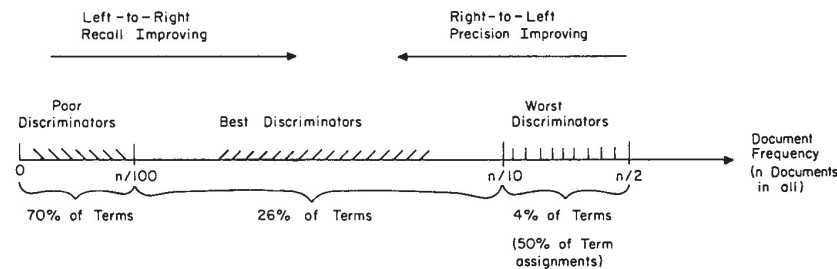 Left-to-Right
Recall Improving
Right-to-Left
Precision Improving
Poor
Discriminators
Best Discriminators
Worst
Discriminators
Document
Frequency
(n Documents
in all)
0
n/100
n/10
n/2
70% of Terms
26% of Terms
4% of Terms
(50% of Term
assignments)